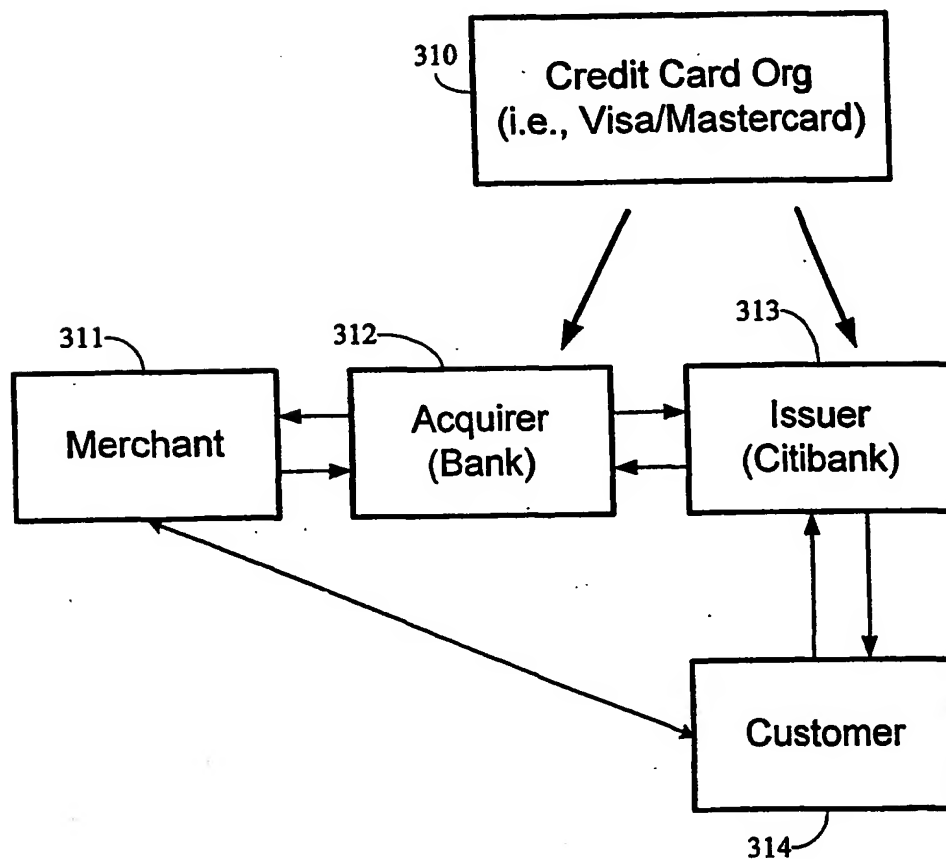 310
Credit Card Org
(i.e., Visa/Mastercard)
311
312
313
Merchant
Acquirer
(Bank)
Issuer
(Citibank)
Customer
314